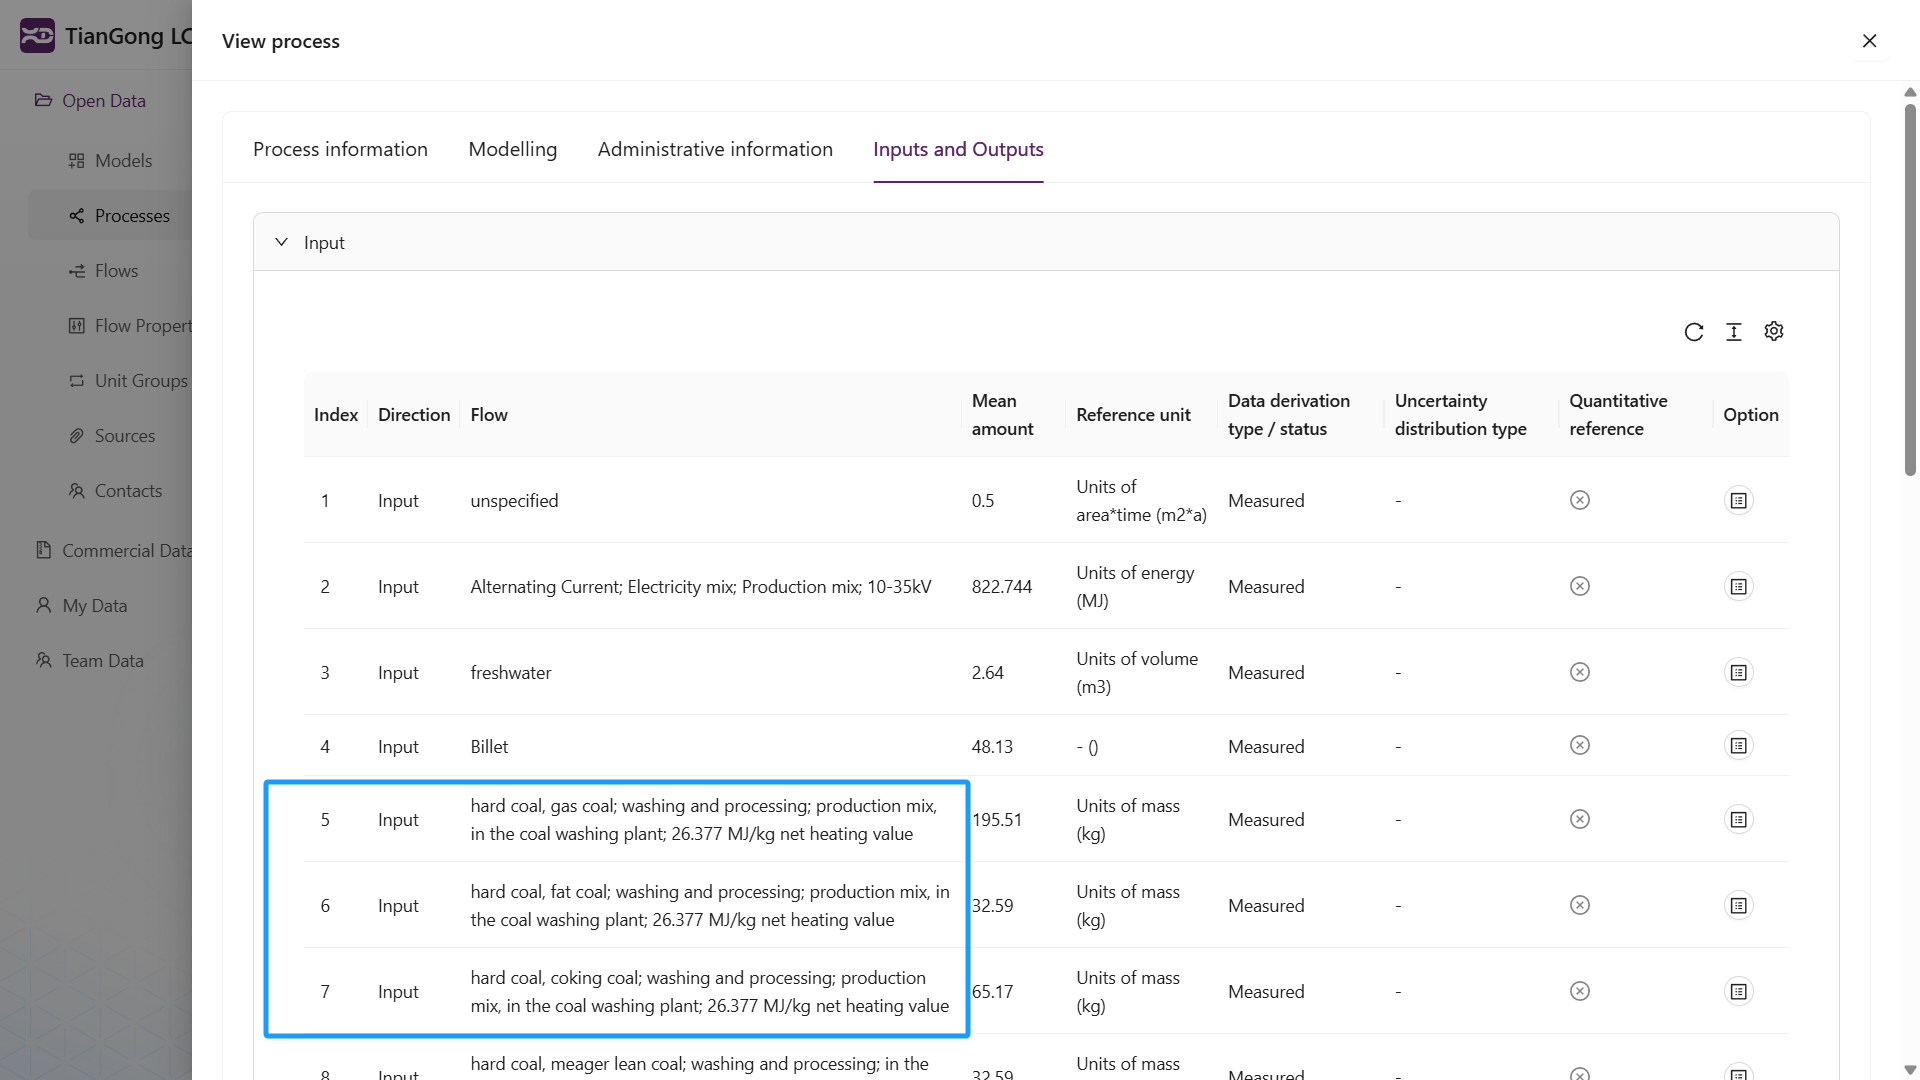 TianGong LC
View process
Open Data
Models
Processes
Flows
Flow Propert
Unit Groups
Sources
Contacts
Commercial Data
My Data
Team Data
Process information
Modelling
Administrative information
Inputs and Outputs
Input
Index
Direction
Flow
Mean
amount
Reference unit
Data derivation
type / status
Uncertainty
distribution type
Quantitative
reference
Option
1
Input
unspecified
0.5
Units of
area*time (m2*a)
Measured
-
2
Input
Alternating Current; Electricity mix; Production mix; 10-35kV
822.744
Units of energy
(MJ)
Measured
-
3
Input
freshwater
2.64
Units of volume
(m3)
Measured
-
4
Input
Billet
48.13
- ()
Measured
-
5
Input
hard coal, gas coal; washing and processing; production mix,
in the coal washing plant; 26.377 MJ/kg net heating value
195.51
Units of mass
(kg)
Measured
-
6
Input
hard coal, fat coal; washing and processing; production mix, in
the coal washing plant; 26.377 MJ/kg net heating value
32.59
Units of mass
(kg)
Measured
-
7
Input
hard coal, coking coal; washing and processing; production
mix, in the coal washing plant; 26.377 MJ/kg net heating value
65.17
Units of mass
(kg)
Measured
-
8
Input
hard coal, meager lean coal; washing and processing; in the
32.59
Units of mass
Measured
-